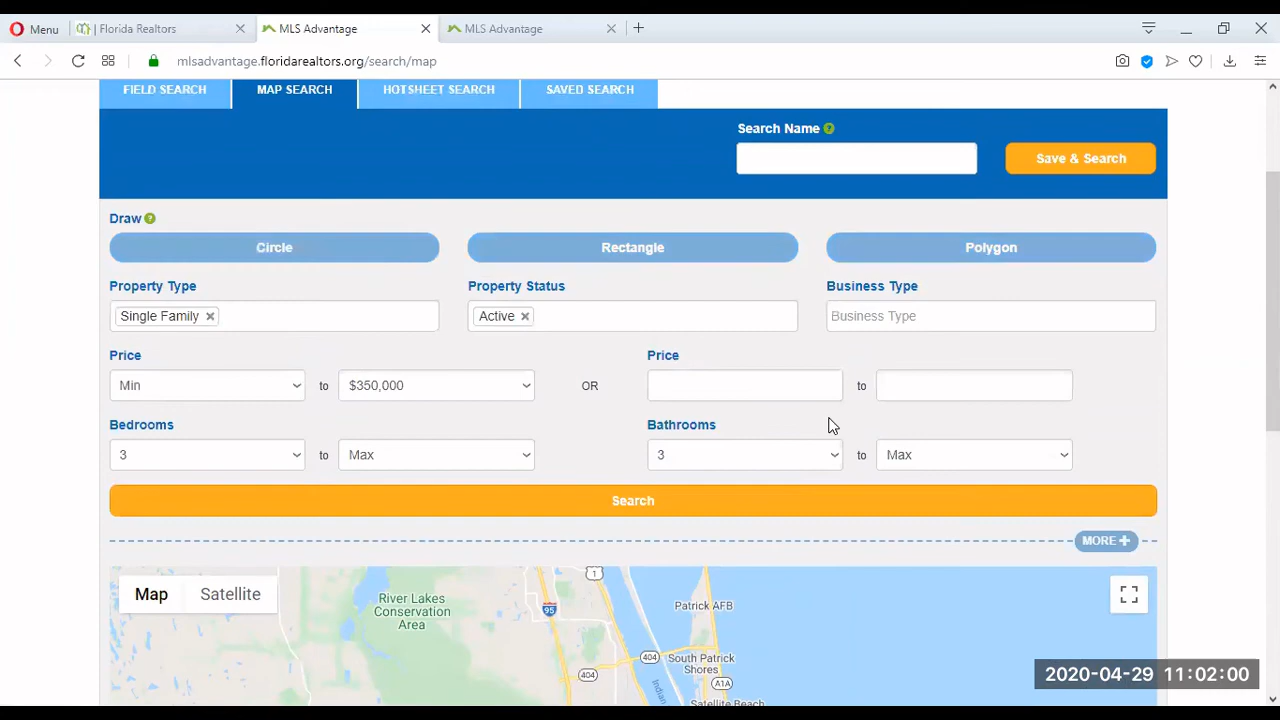 Menu
Florida Realtors
MLS Advantage
MLS Advantage
mlsadvantage.floridarealtors.org/search/map
FIELD SEARCH
MAP SEARCH
HOTSHEET SEARCH
SAVED SEARCH
Search Name ?
Save & Search
Draw ?
Circle
Rectangle
Polygon
Property Type
Property Status
Business Type
Single Family ×
Active ×
Business Type
Price
Price
Min to $350,000 OR to
Bedrooms
Bathrooms
3 to Max
3 to Max
Search
MORE +
Map Satellite
River Lakes
Conservation
Area
1
95
Patrick AFB
404
404
South Patrick
Shores
A1A
Indian
Satellite Beach
2020-04-29 11:02:00